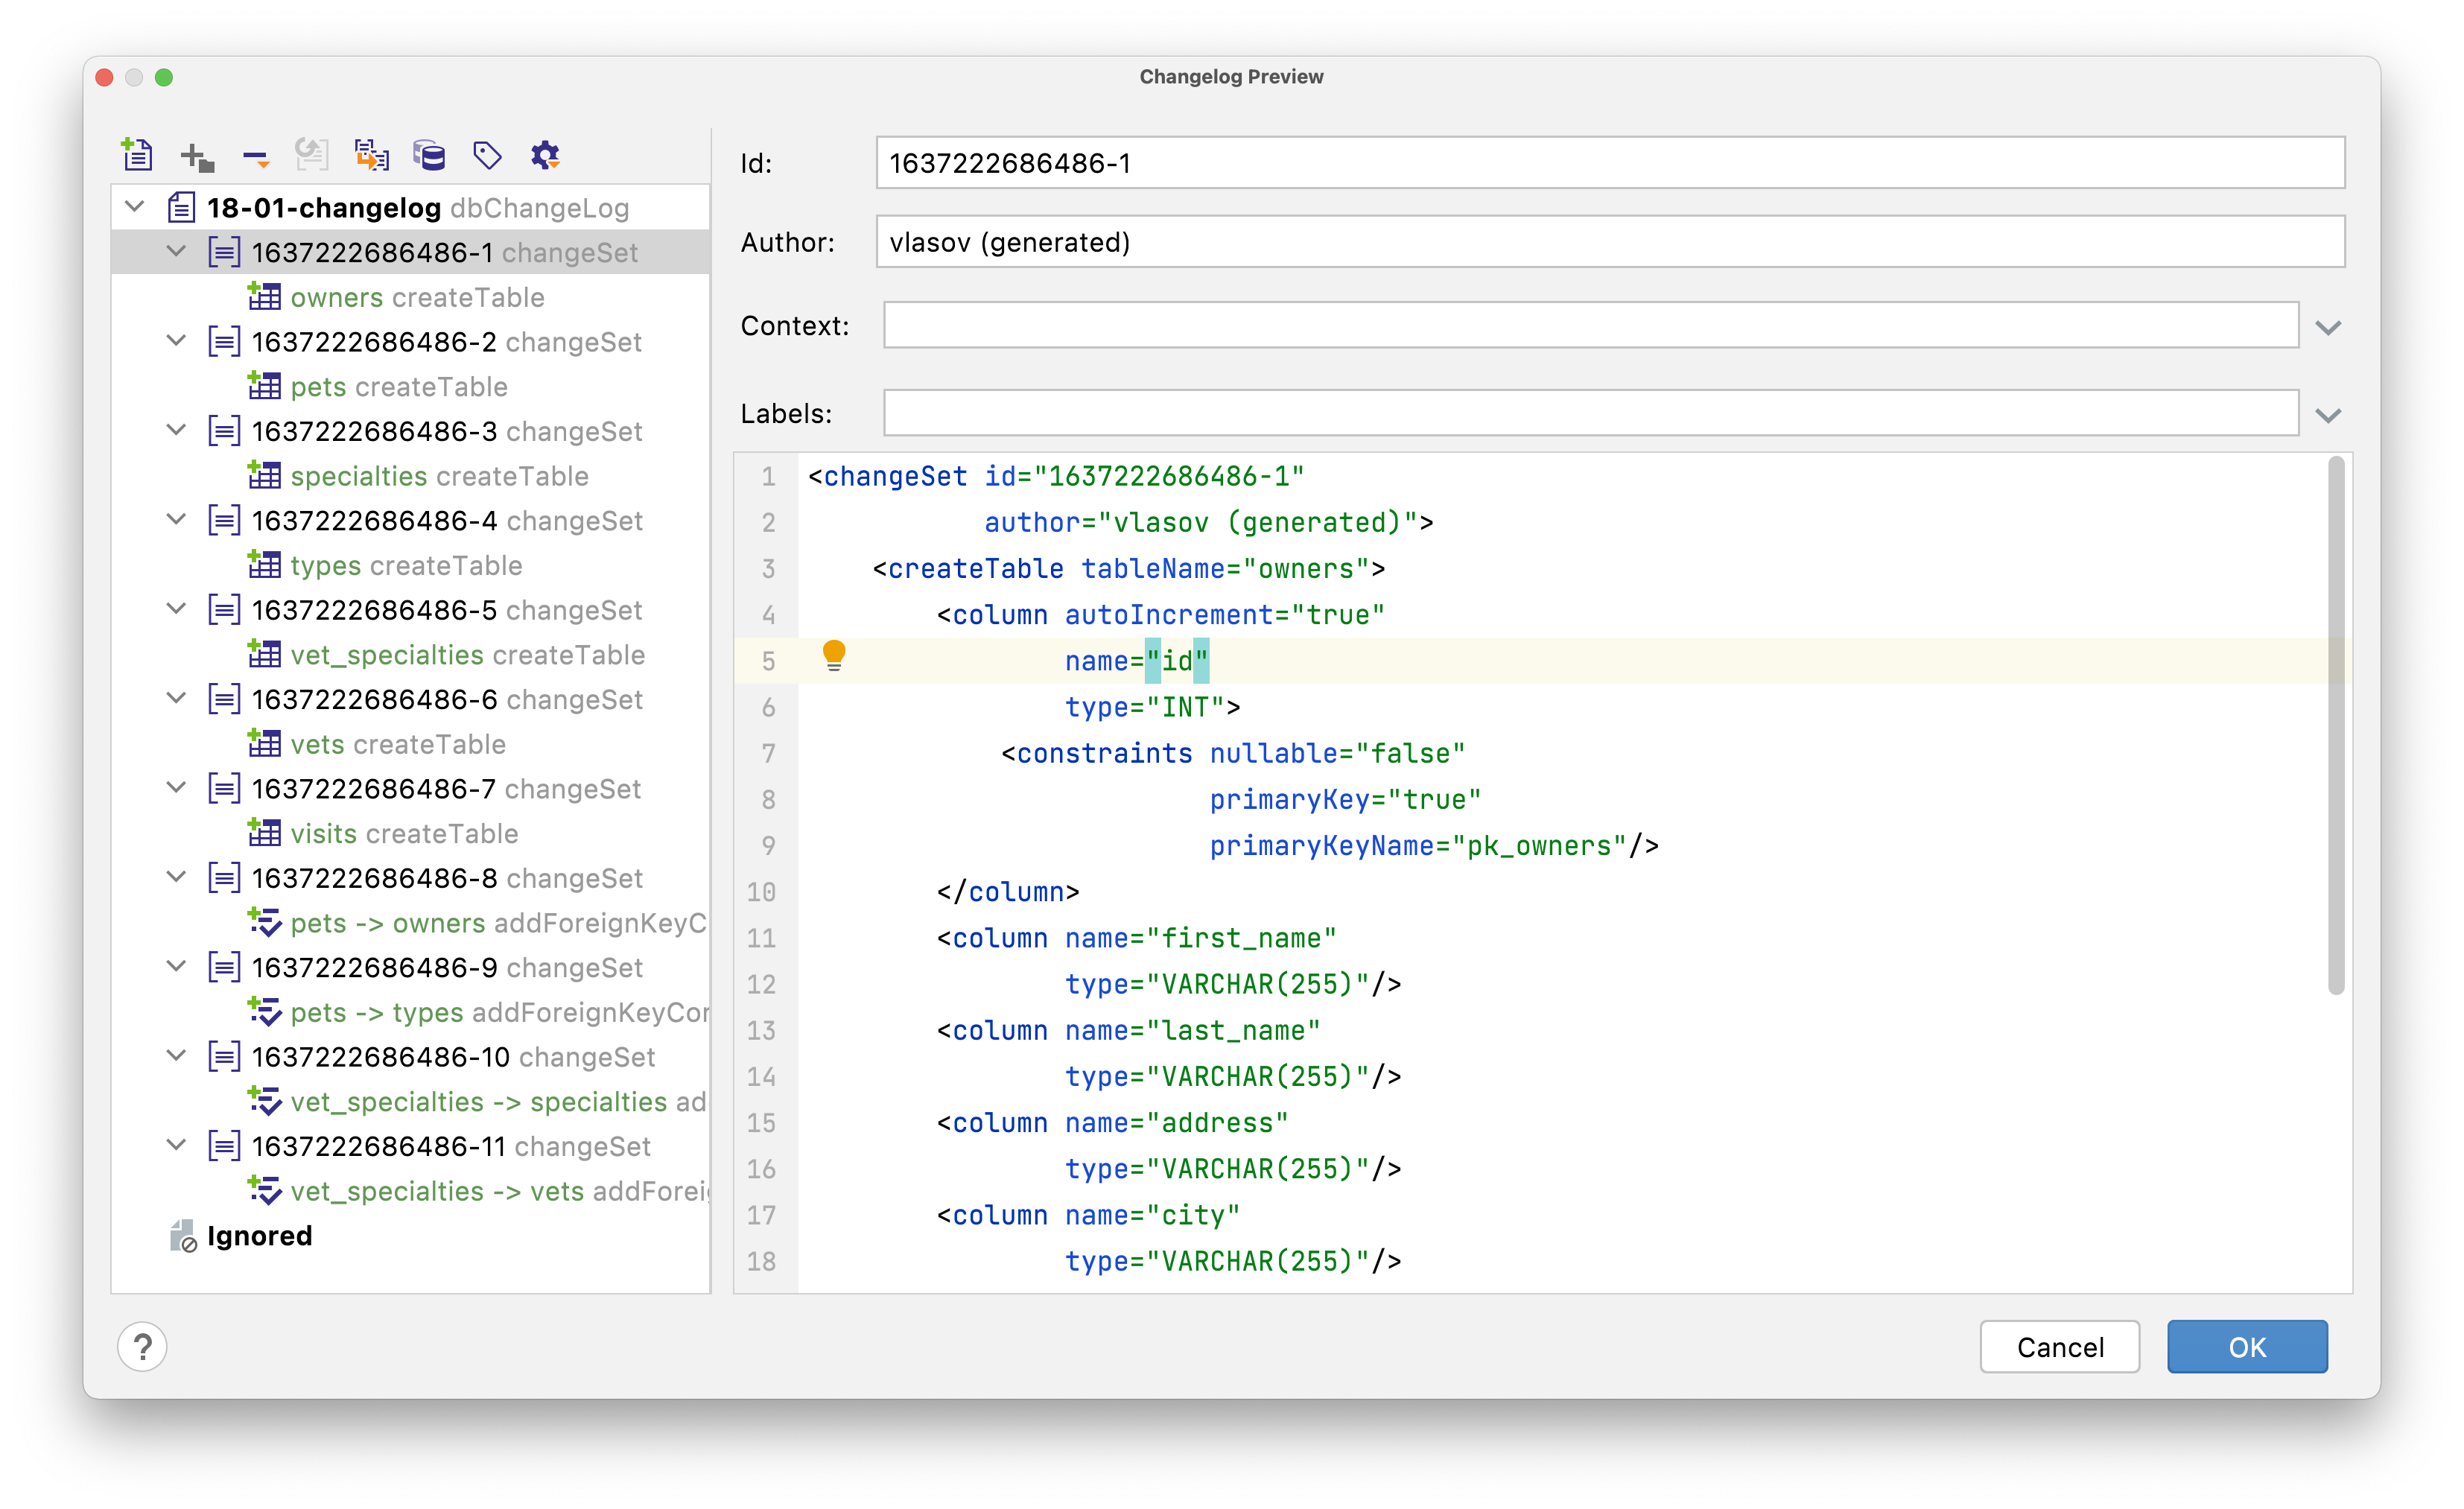 Changelog Preview
18-01-changelog dbChangeLog
1637222686486-1 changeSet
owners createTable
1637222686486-2 changeSet
pets createTable
1637222686486-3 changeSet
specialties createTable
1637222686486-4 changeSet
types createTable
1637222686486-5 changeSet
vet_specialties createTable
1637222686486-6 changeSet
vets createTable
1637222686486-7 changeSet
visits createTable
1637222686486-8 changeSet
pets -> owners addForeignKeyC
1637222686486-9 changeSet
pets -> types addForeignKeyCor
1637222686486-10 changeSet
vet_specialties -> specialties ad
1637222686486-11 changeSet
vet_specialties -> vets addForei
Ignored
Id: 1637222686486-1
Author: vlasov (generated)
Context:
Labels:
1 <changeSet id="1637222686486-1"
2 author="vlasov (generated)">
3 <createTable tableName="owners">
4 <column autoIncrement="true"
5 name="id"
6 type="INT">
7 <constraints nullable="false"
8 primaryKey="true"
9 primaryKeyName="pk_owners"/>
10 </column>
11 <column name="first_name"
12 type="VARCHAR(255)"/>
13 <column name="last_name"
14 type="VARCHAR(255)"/>
15 <column name="address"
16 type="VARCHAR(255)"/>
17 <column name="city"
18 type="VARCHAR(255)"/>
?
Cancel
OK